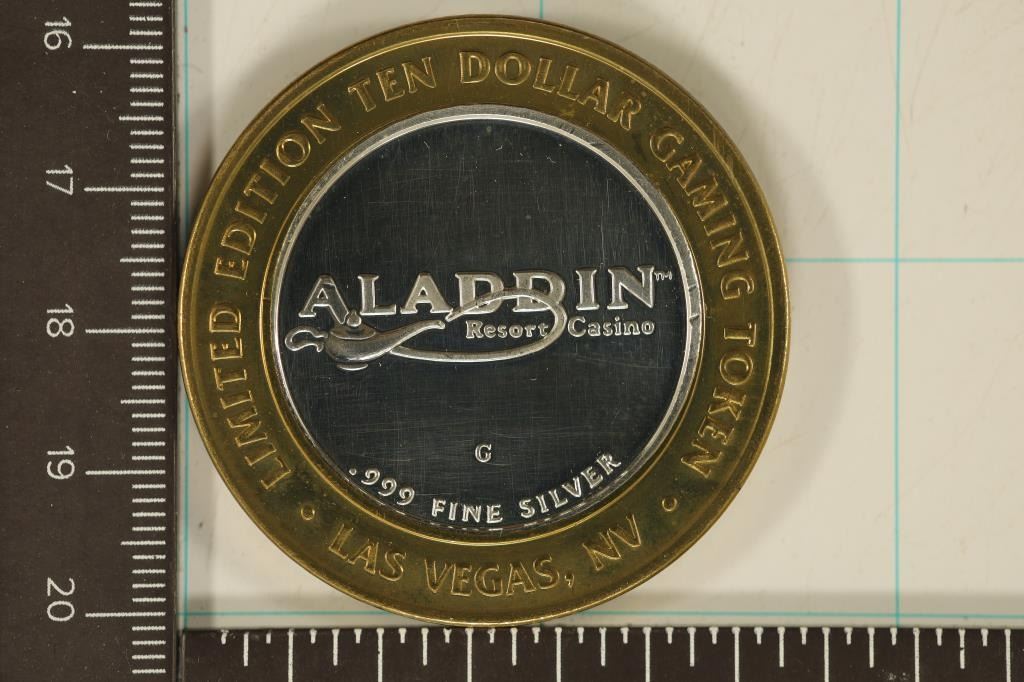 LIMITED EDITION TEN DOLLAR GAMING TOKEN
ALADDIN™
Resort Casino
G
.999 FINE SILVER
• LAS VEGAS, NV •
16
17
18
19
20